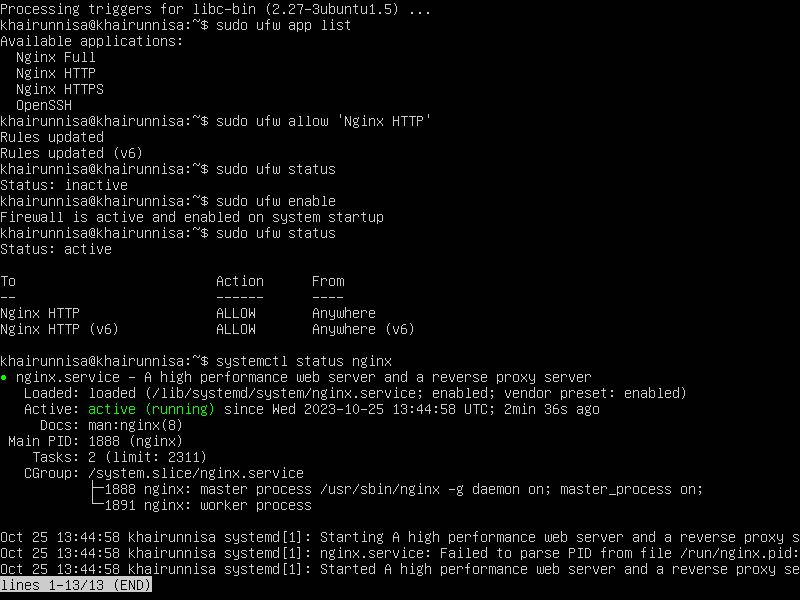 Processing triggers for libc-bin (2.27-3ubuntu1.5) ...
khairunnisa@khairunnisa:~$ sudo ufw app list
Available applications:
  Nginx Full
  Nginx HTTP
  Nginx HTTPS
  OpenSSH
khairunnisa@khairunnisa:~$ sudo ufw allow 'Nginx HTTP'
Rules updated
Rules updated (v6)
khairunnisa@khairunnisa:~$ sudo ufw status
Status: inactive
khairunnisa@khairunnisa:~$ sudo ufw enable
Firewall is active and enabled on system startup
khairunnisa@khairunnisa:~$ sudo ufw status
Status: active

To                         Action      From
--                         ------      ----
Nginx HTTP                 ALLOW       Anywhere
Nginx HTTP (v6)            ALLOW       Anywhere (v6)

khairunnisa@khairunnisa:~$ systemctl status nginx
● nginx.service - A high performance web server and a reverse proxy server
   Loaded: loaded (/lib/systemd/system/nginx.service; enabled; vendor preset: enabled)
   Active: active (running) since Wed 2023-10-25 13:44:58 UTC; 2min 36s ago
     Docs: man:nginx(8)
 Main PID: 1888 (nginx)
    Tasks: 2 (limit: 2311)
   CGroup: /system.slice/nginx.service
           ├─1888 nginx: master process /usr/sbin/nginx -g daemon on; master_process on;
           └─1891 nginx: worker process

Oct 25 13:44:58 khairunnisa systemd[1]: Starting A high performance web server and a reverse proxy s
Oct 25 13:44:58 khairunnisa systemd[1]: nginx.service: Failed to parse PID from file /run/nginx.pid:
Oct 25 13:44:58 khairunnisa systemd[1]: Started A high performance web server and a reverse proxy se
lines 1-13/13 (END)